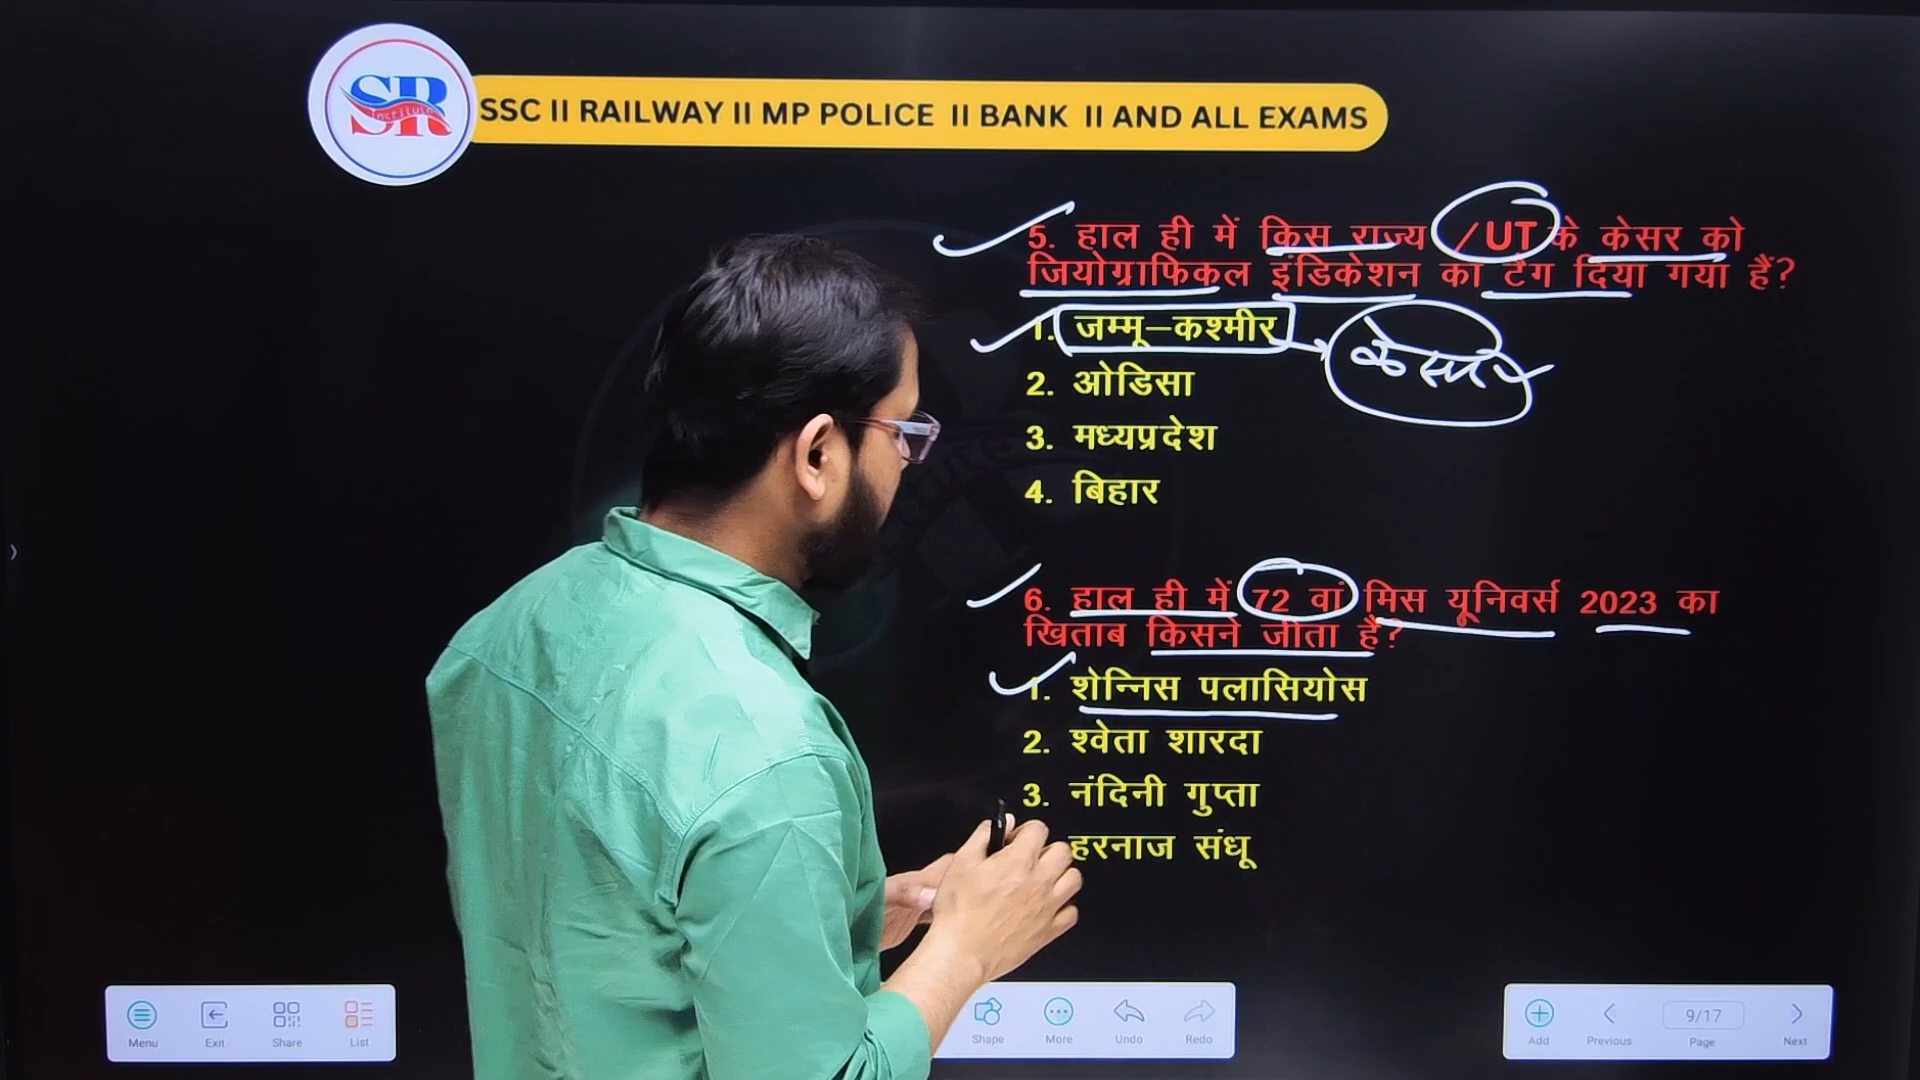 SR
Institute
SSC II RAILWAY II MP POLICE II BANK II AND ALL EXAMS
5. हाल ही में किस राज्य /UT के केसर को
जियोग्राफिकल इंडिकेशन का टैग दिया गया हैं?
1. जम्मू–कश्मीर
केसर
2. ओडिसा
3. मध्यप्रदेश
4. बिहार
6. हाल ही में 72 वां मिस यूनिवर्स 2023 का
खिताब किसने जीता है?
1. शेन्निस पलासियोस
2. श्वेता शारदा
3. नंदिनी गुप्ता
हरनाज संधू
Menu Exit Share List Shape More Undo Redo Add Previous 9/17 Page Next